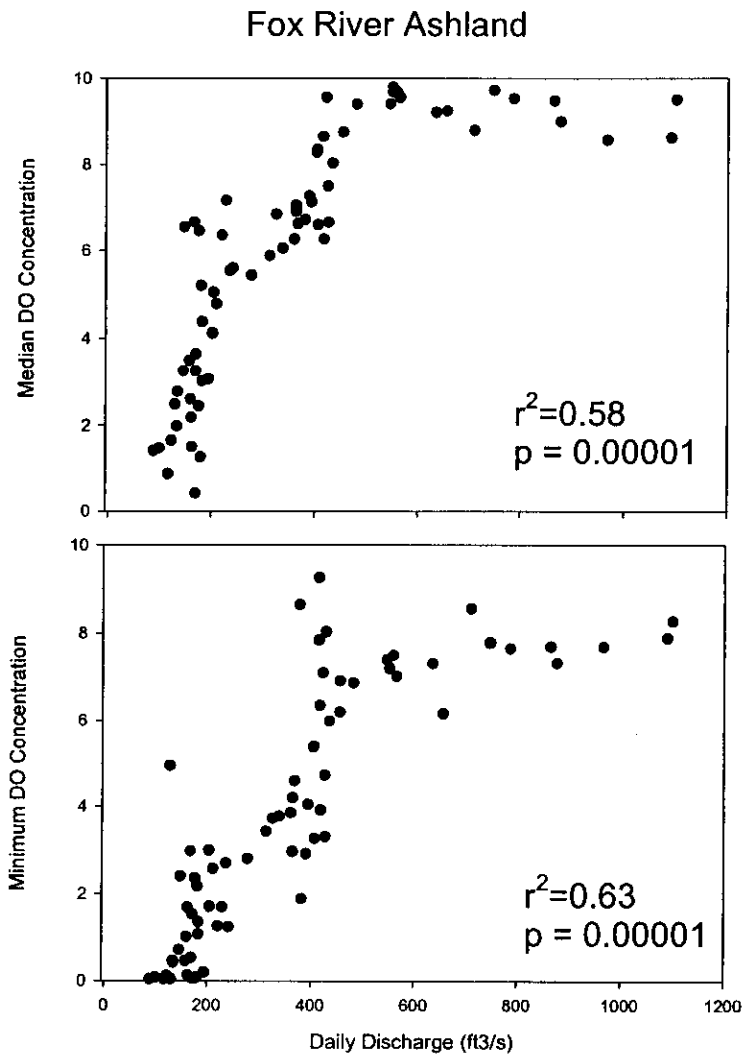 Fox River Ashland
Median DO Concentration
10
8
6
4
2
0
r²=0.58
p = 0.00001
Minimum DO Concentration
10
8
6
4
2
0
r²=0.63
p = 0.00001
0 200 400 600 800 1000 1200
Daily Discharge (ft3/s)